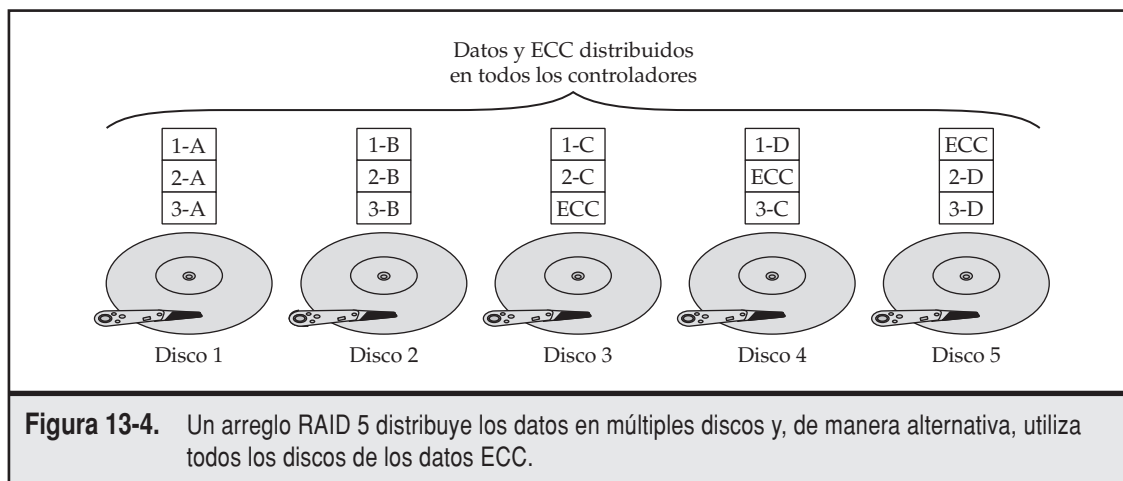 Datos y ECC distribuidos
en todos los controladores
1-A 1-B 1-C 1-D ECC
2-A 2-B 2-C ECC 2-D
3-A 3-B ECC 3-C 3-D
Disco 1 Disco 2 Disco 3 Disco 4 Disco 5
Figura 13-4. Un arreglo RAID 5 distribuye los datos en múltiples discos y, de manera alternativa, utiliza
todos los discos de los datos ECC.